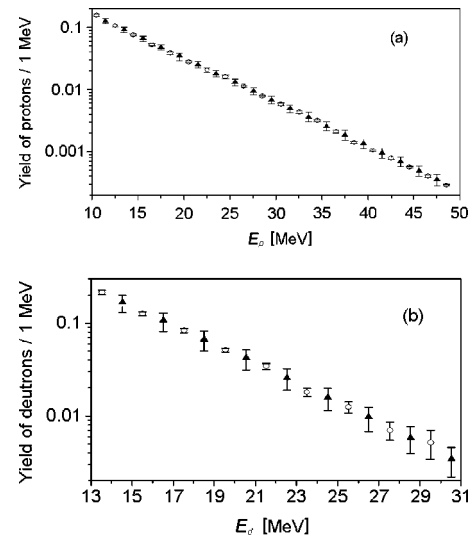 0.1
(a)
0.01
0.001
Yield of protons / 1 MeV
10 15 20 25 30 35 40 45 50
Eₚ [MeV]
(b)
0.1
0.01
Yield of deutrons / 1 MeV
13 15 17 19 21 23 25 27 29 31
E_d [MeV]